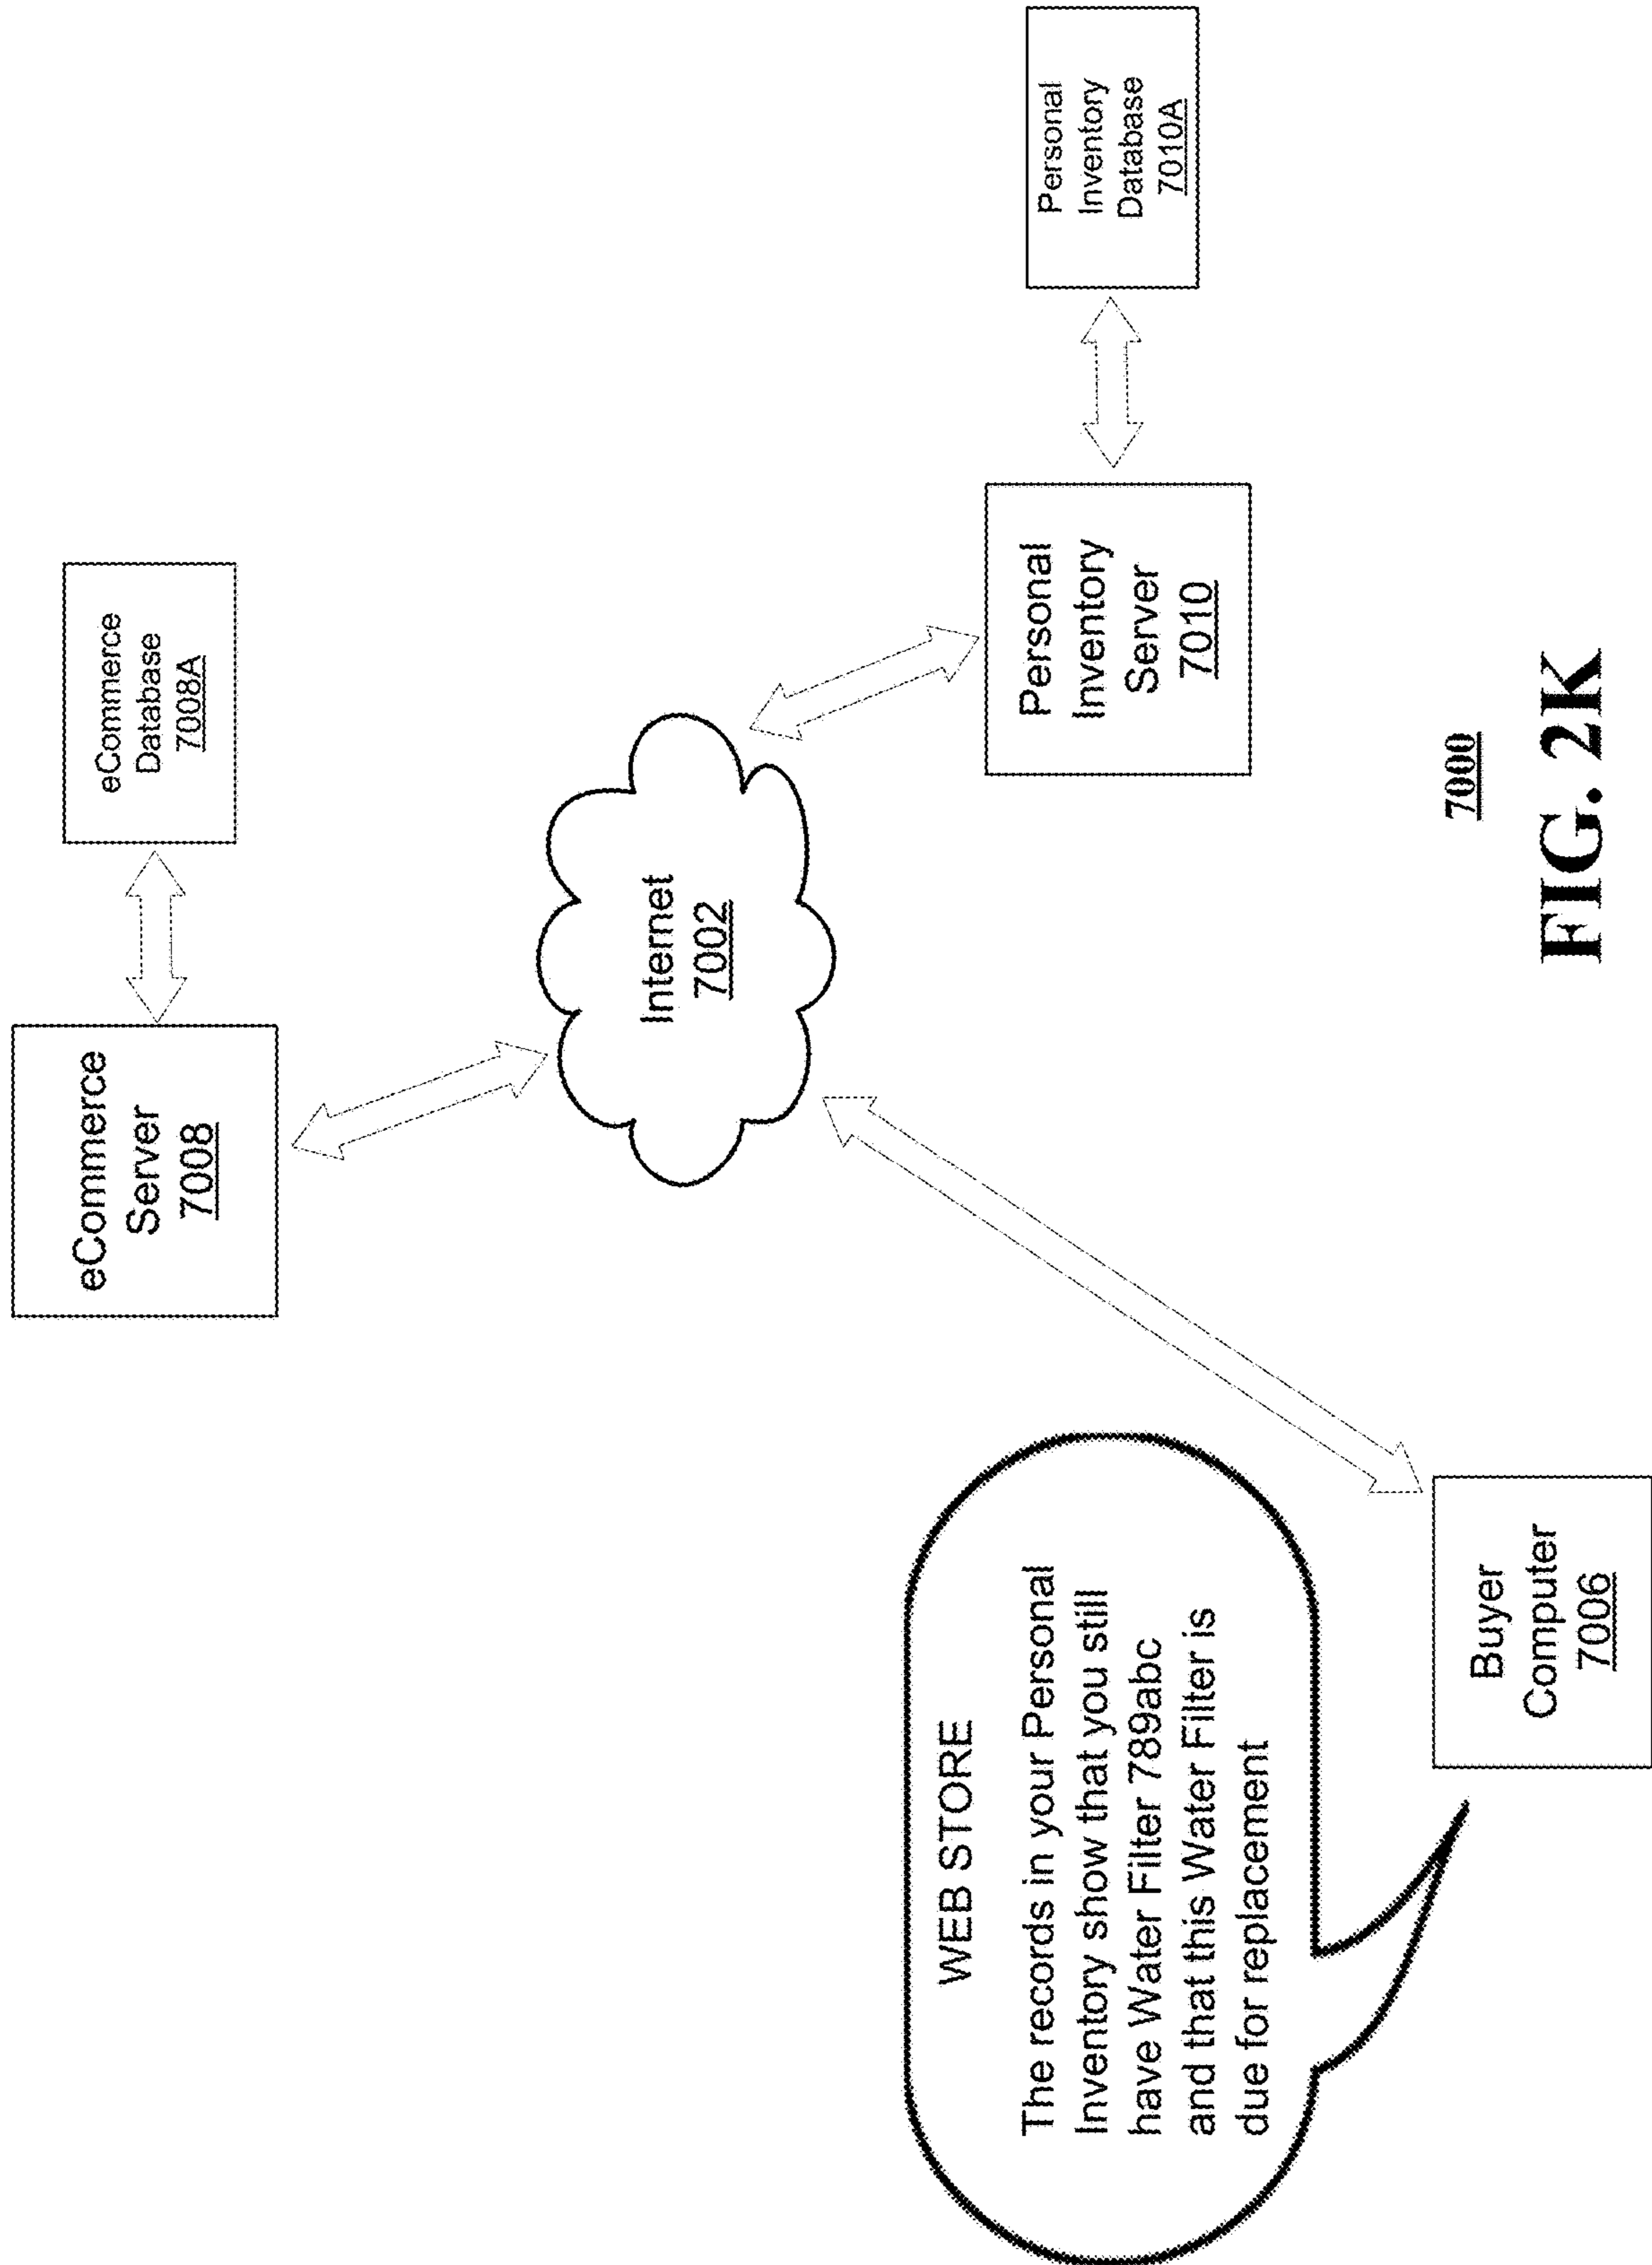 eCommerce
Server
7008
eCommerce
Database
7008A
Internet
7002
WEB STORE
The records in your Personal
Inventory show that you still
have Water Filter 789abc
and that this Water Filter is
due for replacement
Personal
Inventory
Server
7010
Personal
Inventory
Database
7010A
Buyer
Computer
7006
7000
FIG. 2K